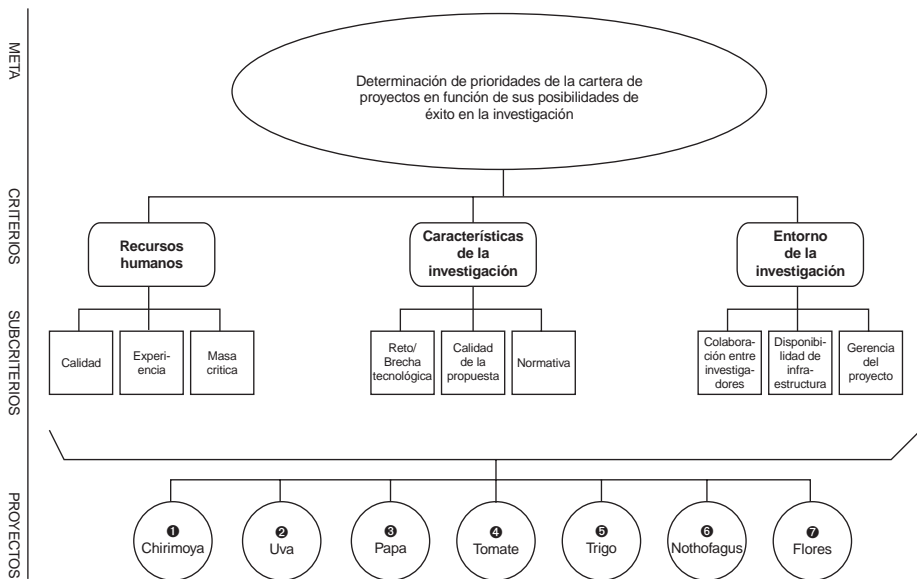 META
Determinación de prioridades de la cartera de
proyectos en función de sus posibilidades de
éxito en la investigación
CRITERIOS
Recursos
humanos
Características
de la
investigación
Entorno
de la
investigación
SUBCRITERIOS
Calidad
Experi-
encia
Masa
critica
Reto/
Brecha
tecnológica
Calidad
de la
propuesta
Normativa
Colabora-
ción entre
investiga-
dores
Disponibi-
lidad de
infra-
estructura
Gerencia
del
proyecto
PROYECTOS
❶
Chirimoya
❷
Uva
❸
Papa
❹
Tomate
❺
Trigo
❻
Nothofagus
❼
Flores